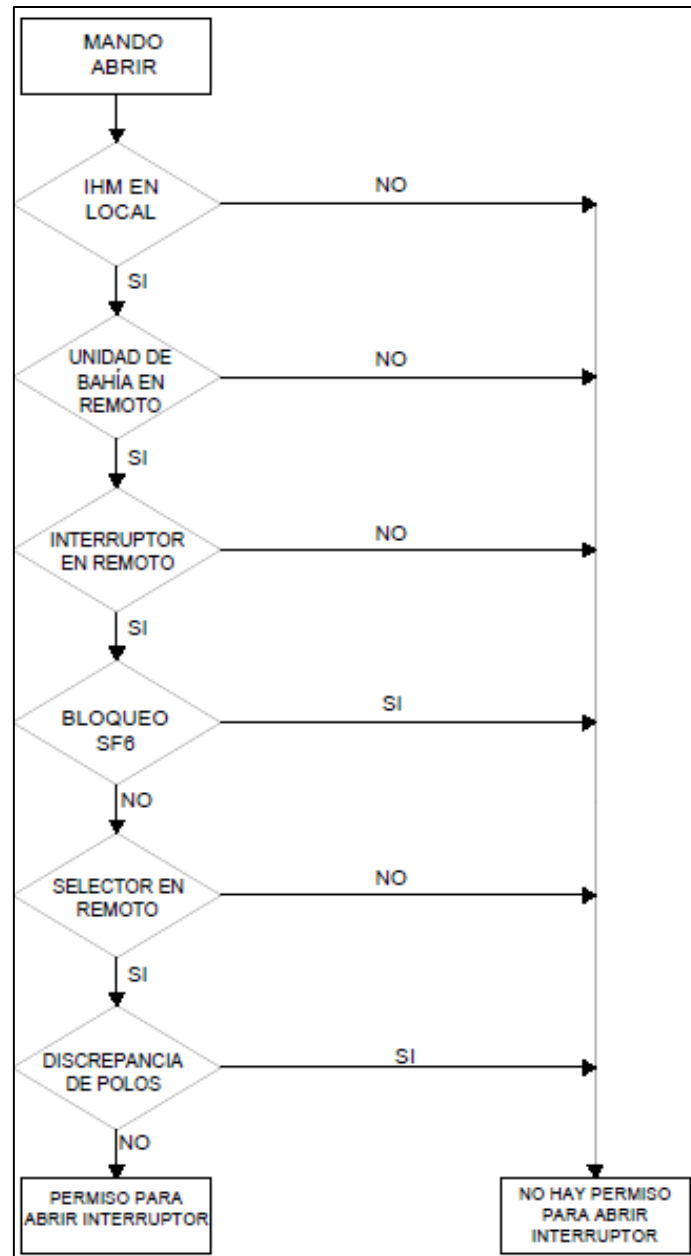 MANDO
ABRIR
IHM EN
LOCAL
NO
SI
UNIDAD DE
BAHÍA EN
REMOTO
NO
SI
INTERRUPTOR
EN REMOTO
NO
SI
BLOQUEO
SF6
SI
NO
SELECTOR EN
REMOTO
NO
SI
DISCREPANCIA
DE POLOS
SI
NO
PERMISO PARA
ABRIR INTERRUPTOR
NO HAY PERMISO
PARA ABRIR
INTERRUPTOR